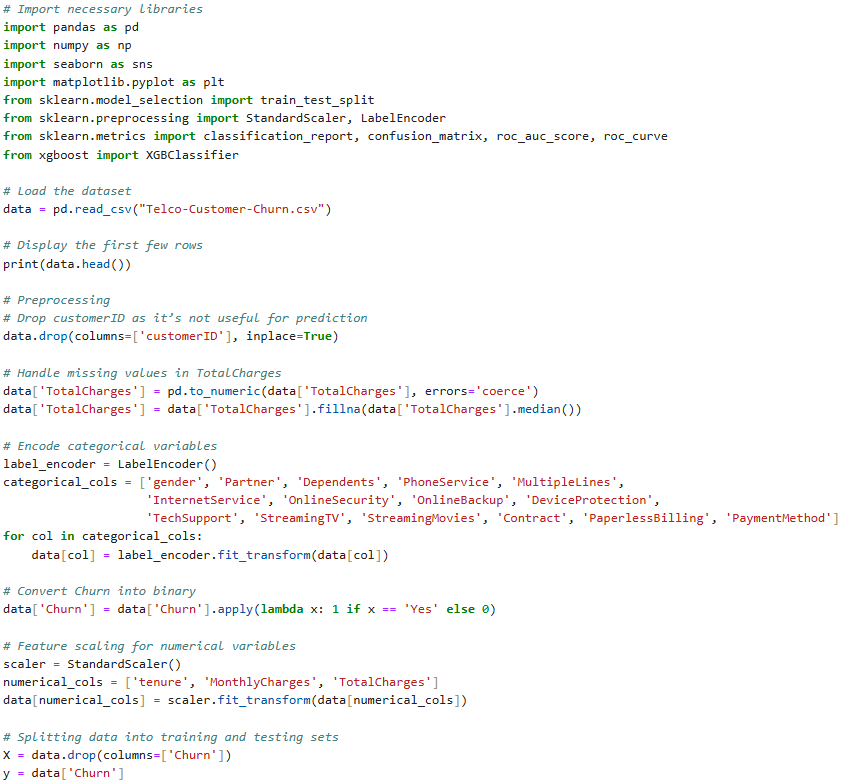 # Import necessary libraries
import pandas as pd
import numpy as np
import seaborn as sns
import matplotlib.pyplot as plt
from sklearn.model_selection import train_test_split
from sklearn.preprocessing import StandardScaler, LabelEncoder
from sklearn.metrics import classification_report, confusion_matrix, roc_auc_score, roc_curve
from xgboost import XGBClassifier
# Load the dataset
data = pd.read_csv("Telco-Customer-Churn.csv")
# Display the first few rows
print(data.head())
# Preprocessing
# Drop customerID as it’s not useful for prediction
data.drop(columns=['customerID'], inplace=True)
# Handle missing values in TotalCharges
data['TotalCharges'] = pd.to_numeric(data['TotalCharges'], errors='coerce')
data['TotalCharges'] = data['TotalCharges'].fillna(data['TotalCharges'].median())
# Encode categorical variables
label_encoder = LabelEncoder()
categorical_cols = ['gender', 'Partner', 'Dependents', 'PhoneService', 'MultipleLines',
                    'InternetService', 'OnlineSecurity', 'OnlineBackup', 'DeviceProtection',
                    'TechSupport', 'StreamingTV', 'StreamingMovies', 'Contract', 'PaperlessBilling', 'PaymentMethod']
for col in categorical_cols:
    data[col] = label_encoder.fit_transform(data[col])
# Convert Churn into binary
data['Churn'] = data['Churn'].apply(lambda x: 1 if x == 'Yes' else 0)
# Feature scaling for numerical variables
scaler = StandardScaler()
numerical_cols = ['tenure', 'MonthlyCharges', 'TotalCharges']
data[numerical_cols] = scaler.fit_transform(data[numerical_cols])
# Splitting data into training and testing sets
X = data.drop(columns=['Churn'])
y = data['Churn']